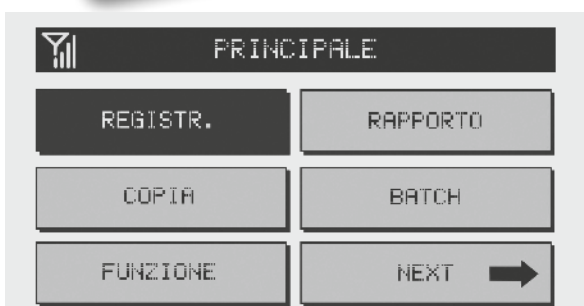 PRINCIPALE
REGISTR. RAPPORTO
COPIA BATCH
FUNZIONE NEXT